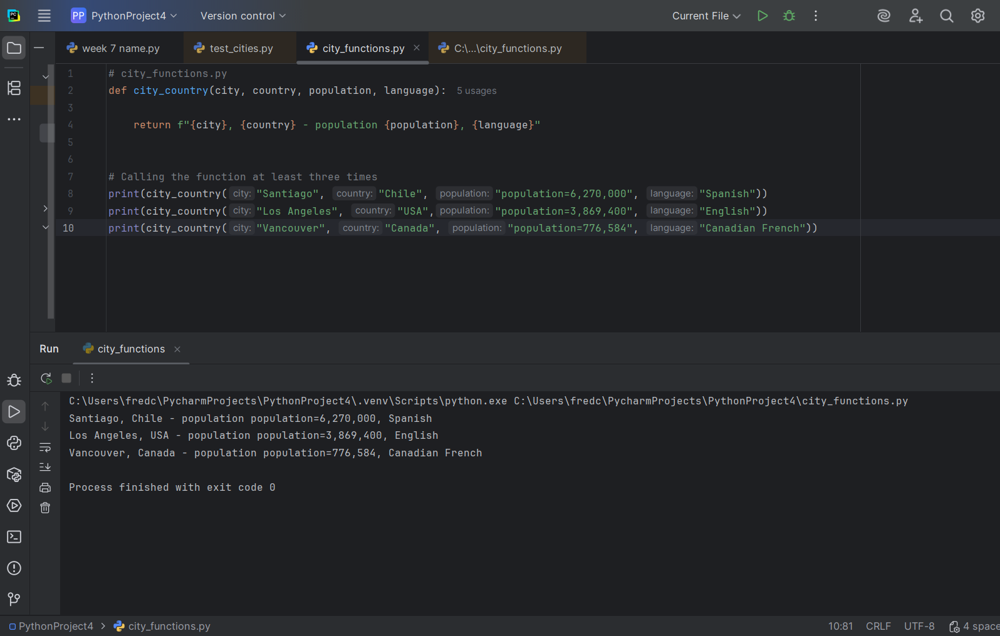 PC
PP PythonProject4 Version control Current File
week 7 name.py test_cities.py city_functions.py C:\...\city_functions.py
1 # city_functions.py
2 def city_country(city, country, population, language): 5 usages
3
4 return f"{city}, {country} - population {population}, {language}"
5
6
7 # Calling the function at least three times
8 print(city_country( city: "Santiago", country: "Chile", population: "population=6,270,000", language: "Spanish"))
9 print(city_country( city: "Los Angeles", country: "USA", population: "population=3,869,400", language: "English"))
10 print(city_country( city: "Vancouver", country: "Canada", population: "population=776,584", language: "Canadian French"))
Run city_functions
C:\Users\fredc\PycharmProjects\PythonProject4\.venv\Scripts\python.exe C:\Users\fredc\PycharmProjects\PythonProject4\city_functions.py
Santiago, Chile - population population=6,270,000, Spanish
Los Angeles, USA - population population=3,869,400, English
Vancouver, Canada - population population=776,584, Canadian French
Process finished with exit code 0
PythonProject4 > city_functions.py 10:81 CRLF UTF-8 4 space